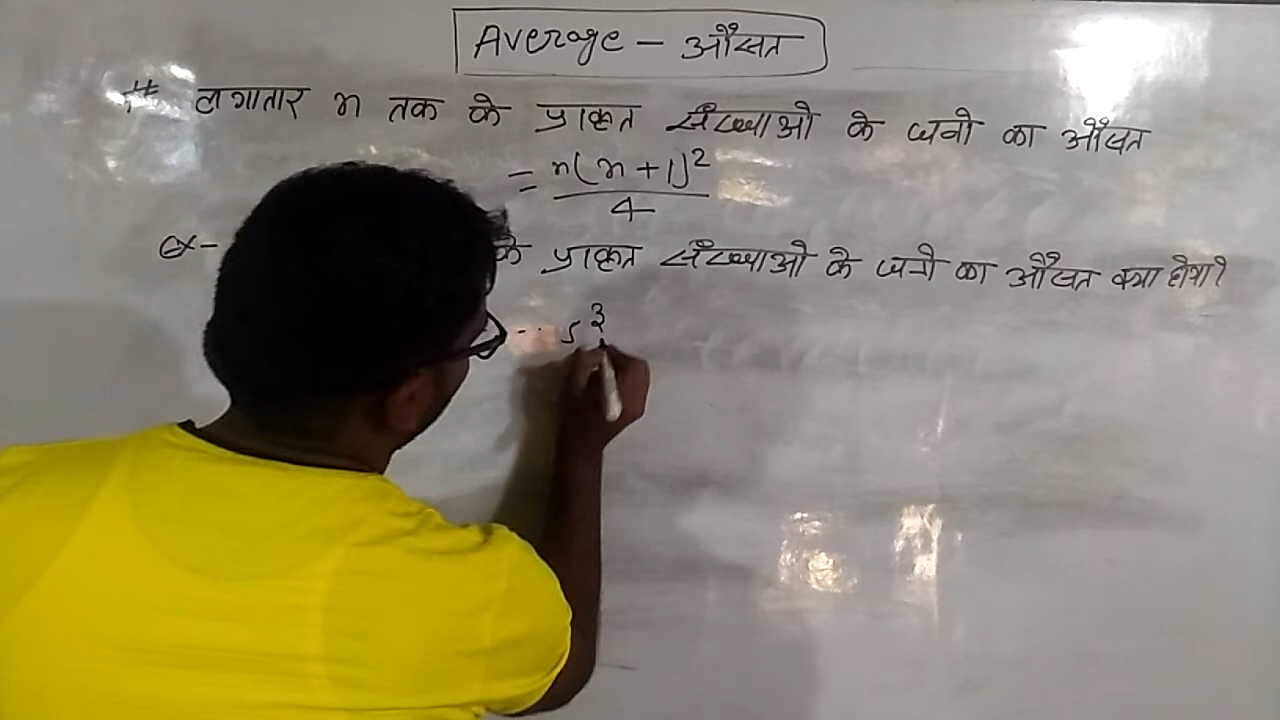 Average - औसत
# लगातार n तक के प्राकृत संख्याओ के घनो का औसत
= n(n+1)² / 4
Ex- के प्राकृत संख्याओ के घनो का औसत क्या होगा?
... 5³